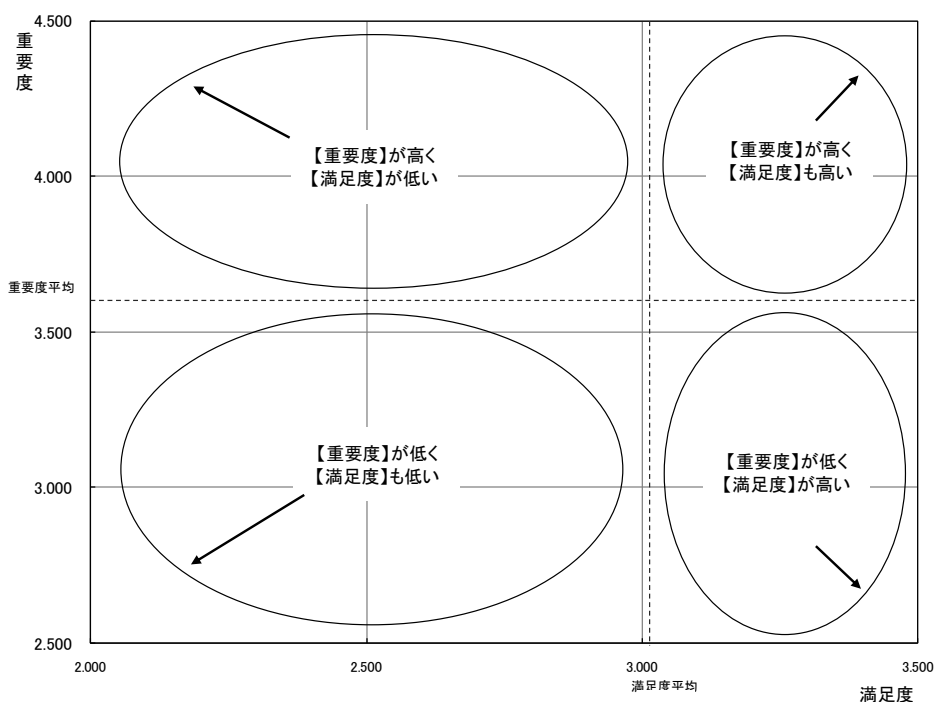 4.500
重要度
【重要度】が高く
【満足度】が低い
【重要度】が高く
【満足度】も高い
4.000
重要度平均
3.500
【重要度】が低く
【満足度】も低い
【重要度】が低く
【満足度】が高い
3.000
2.500
2.000
2.500
3.000
3.500
満足度平均
満足度